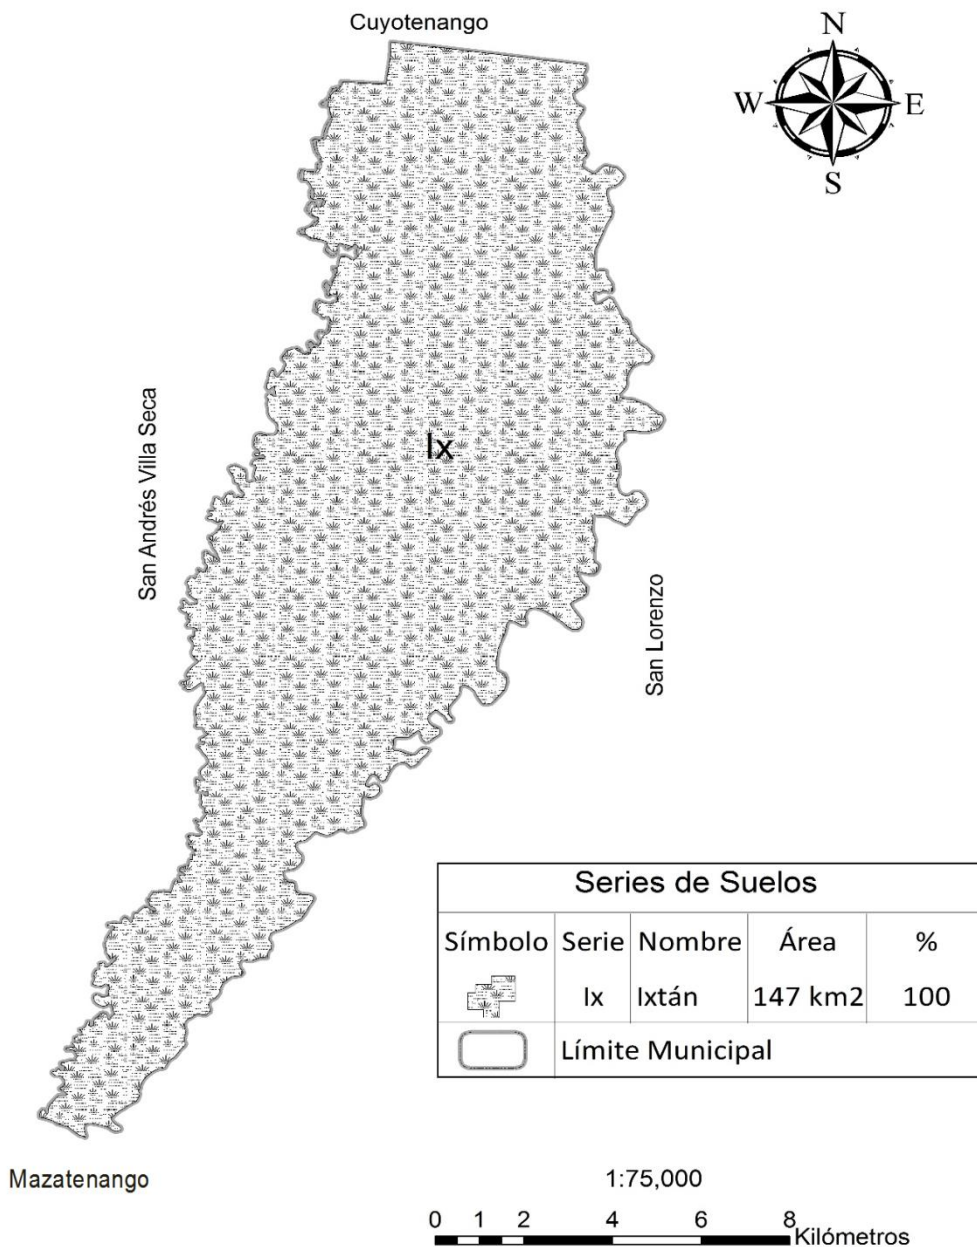 Cuyotenango
N
W E
S
San Andrés Villa Seca
Ix
San Lorenzo
Series de Suelos
Símbolo Serie Nombre Área %
Ix Ixtán 147 km2 100
Límite Municipal
Mazatenango
1:75,000
0 1 2 4 6 8 Kilómetros